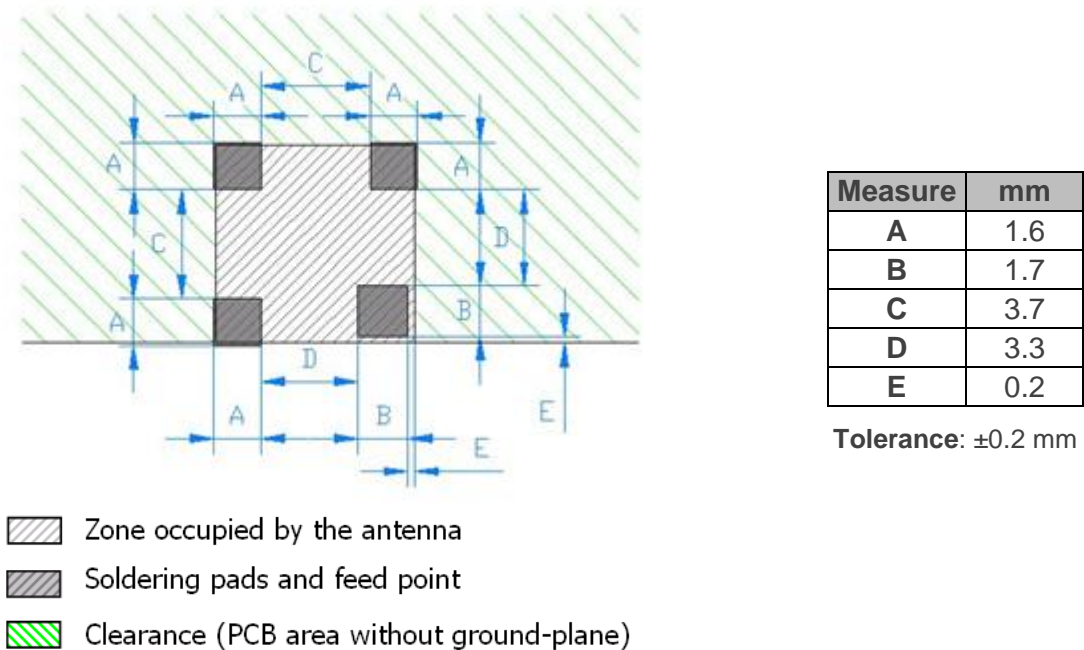 C
A A
A A
Measure mm
A 1.6
C D
B 1.7
A B
C 3.7
D
D 3.3
A B E
E 0.2
E
Tolerance: ±0.2 mm
Zone occupied by the antenna
Soldering pads and feed point
Clearance (PCB area without ground-plane)